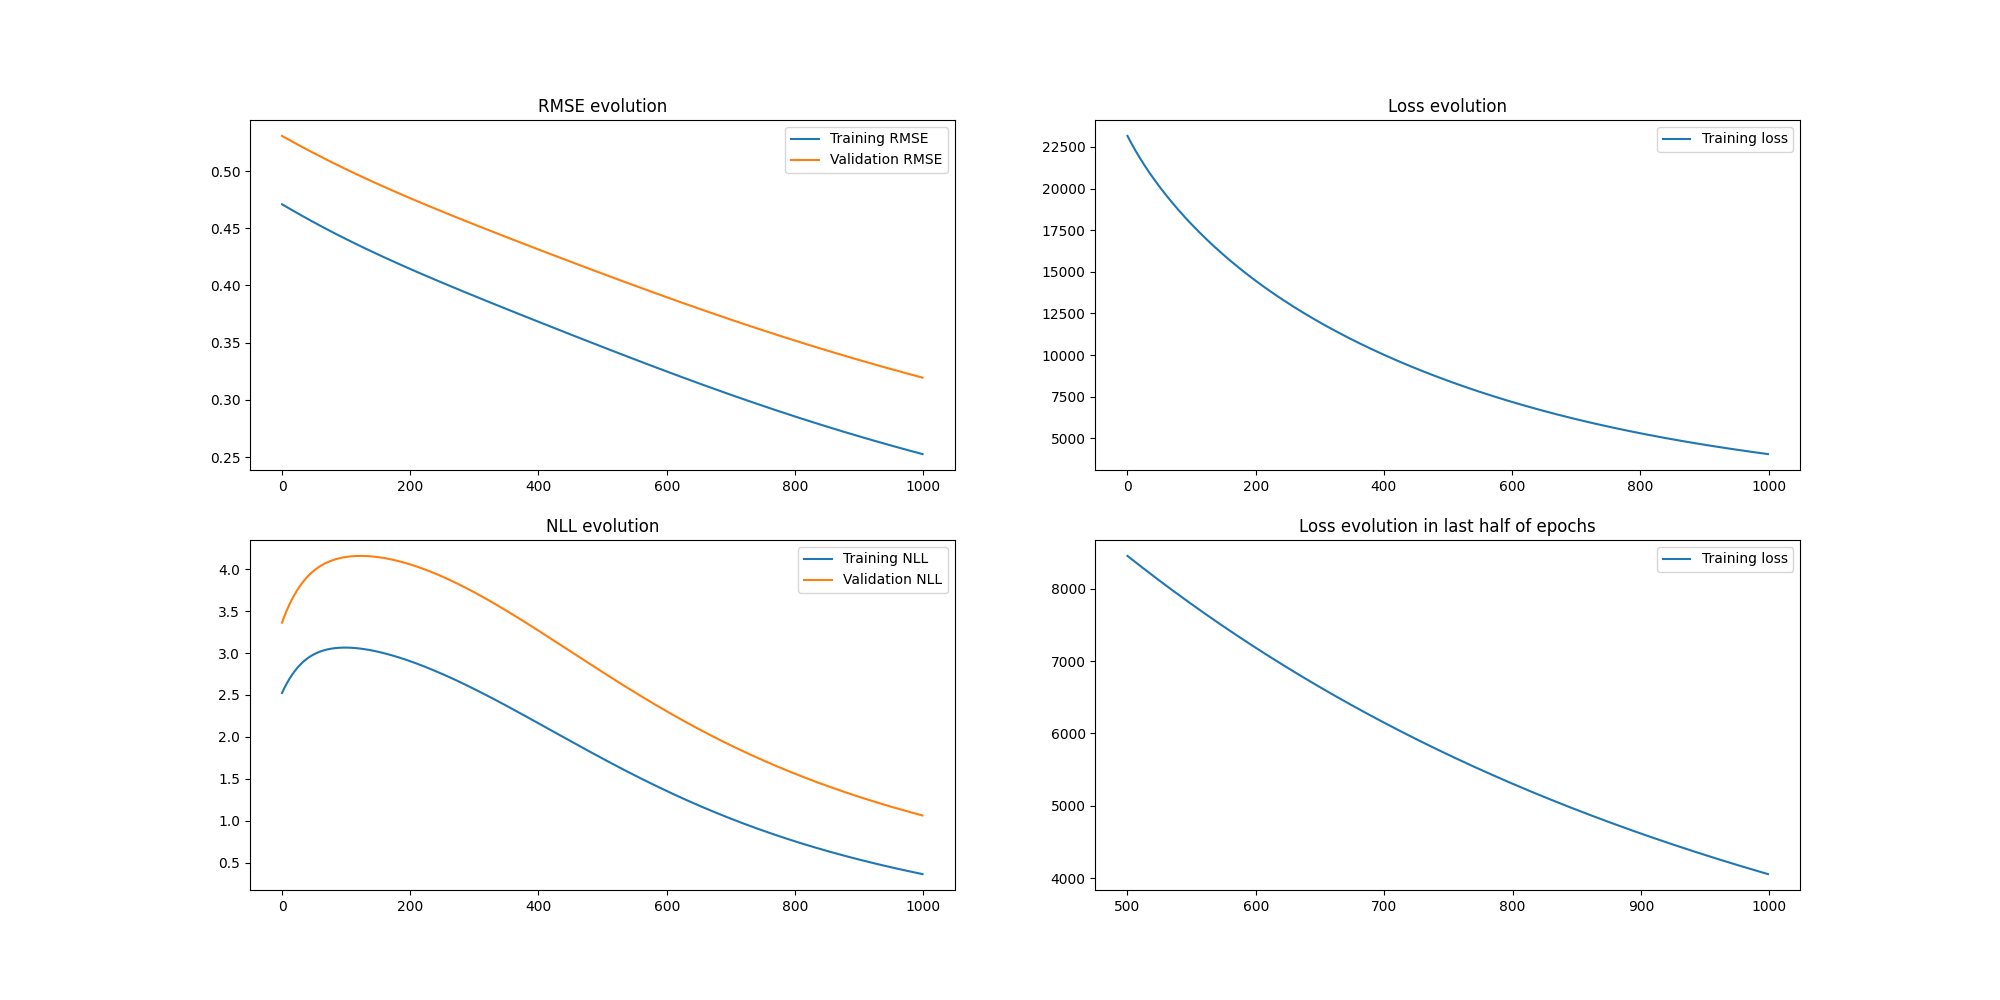 RMSE evolution
Training RMSE
Validation RMSE
0.50
0.45
0.40
0.35
0.30
0.25
0 200 400 600 800 1000
Loss evolution
Training loss
22500
20000
17500
15000
12500
10000
7500
5000
0 200 400 600 800 1000
NLL evolution
Training NLL
Validation NLL
4.0
3.5
3.0
2.5
2.0
1.5
1.0
0.5
0 200 400 600 800 1000
Loss evolution in last half of epochs
Training loss
8000
7000
6000
5000
4000
500 600 700 800 900 1000